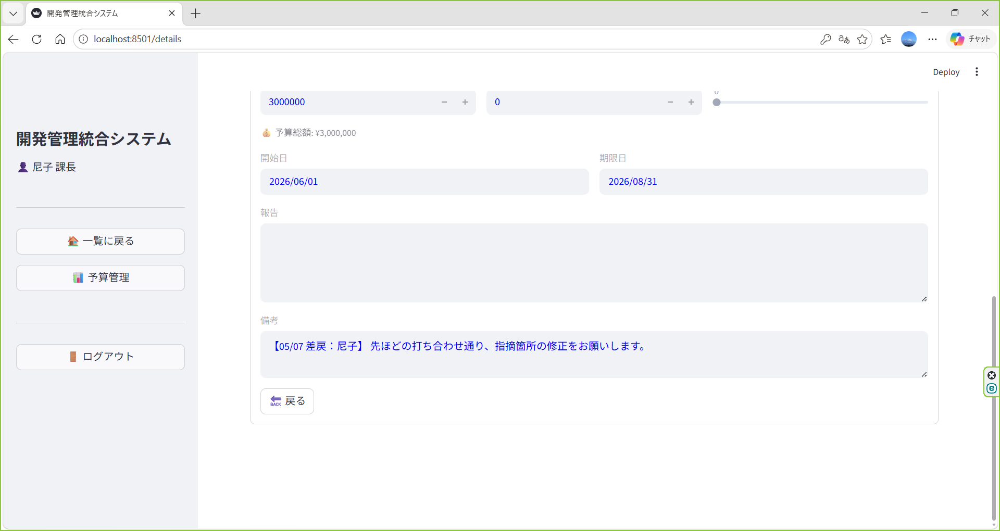 開発管理統合システム
localhost:8501/details
チャット
Deploy
開発管理統合システム
尼子 課長
一覧に戻る
予算管理
ログアウト
3000000
0
0
予算総額: ¥3,000,000
開始日
期限日
2026/06/01
2026/08/31
報告
備考
【05/07 差戻：尼子】 先ほどの打ち合わせ通り、指摘箇所の修正をお願いします。
BACK 戻る